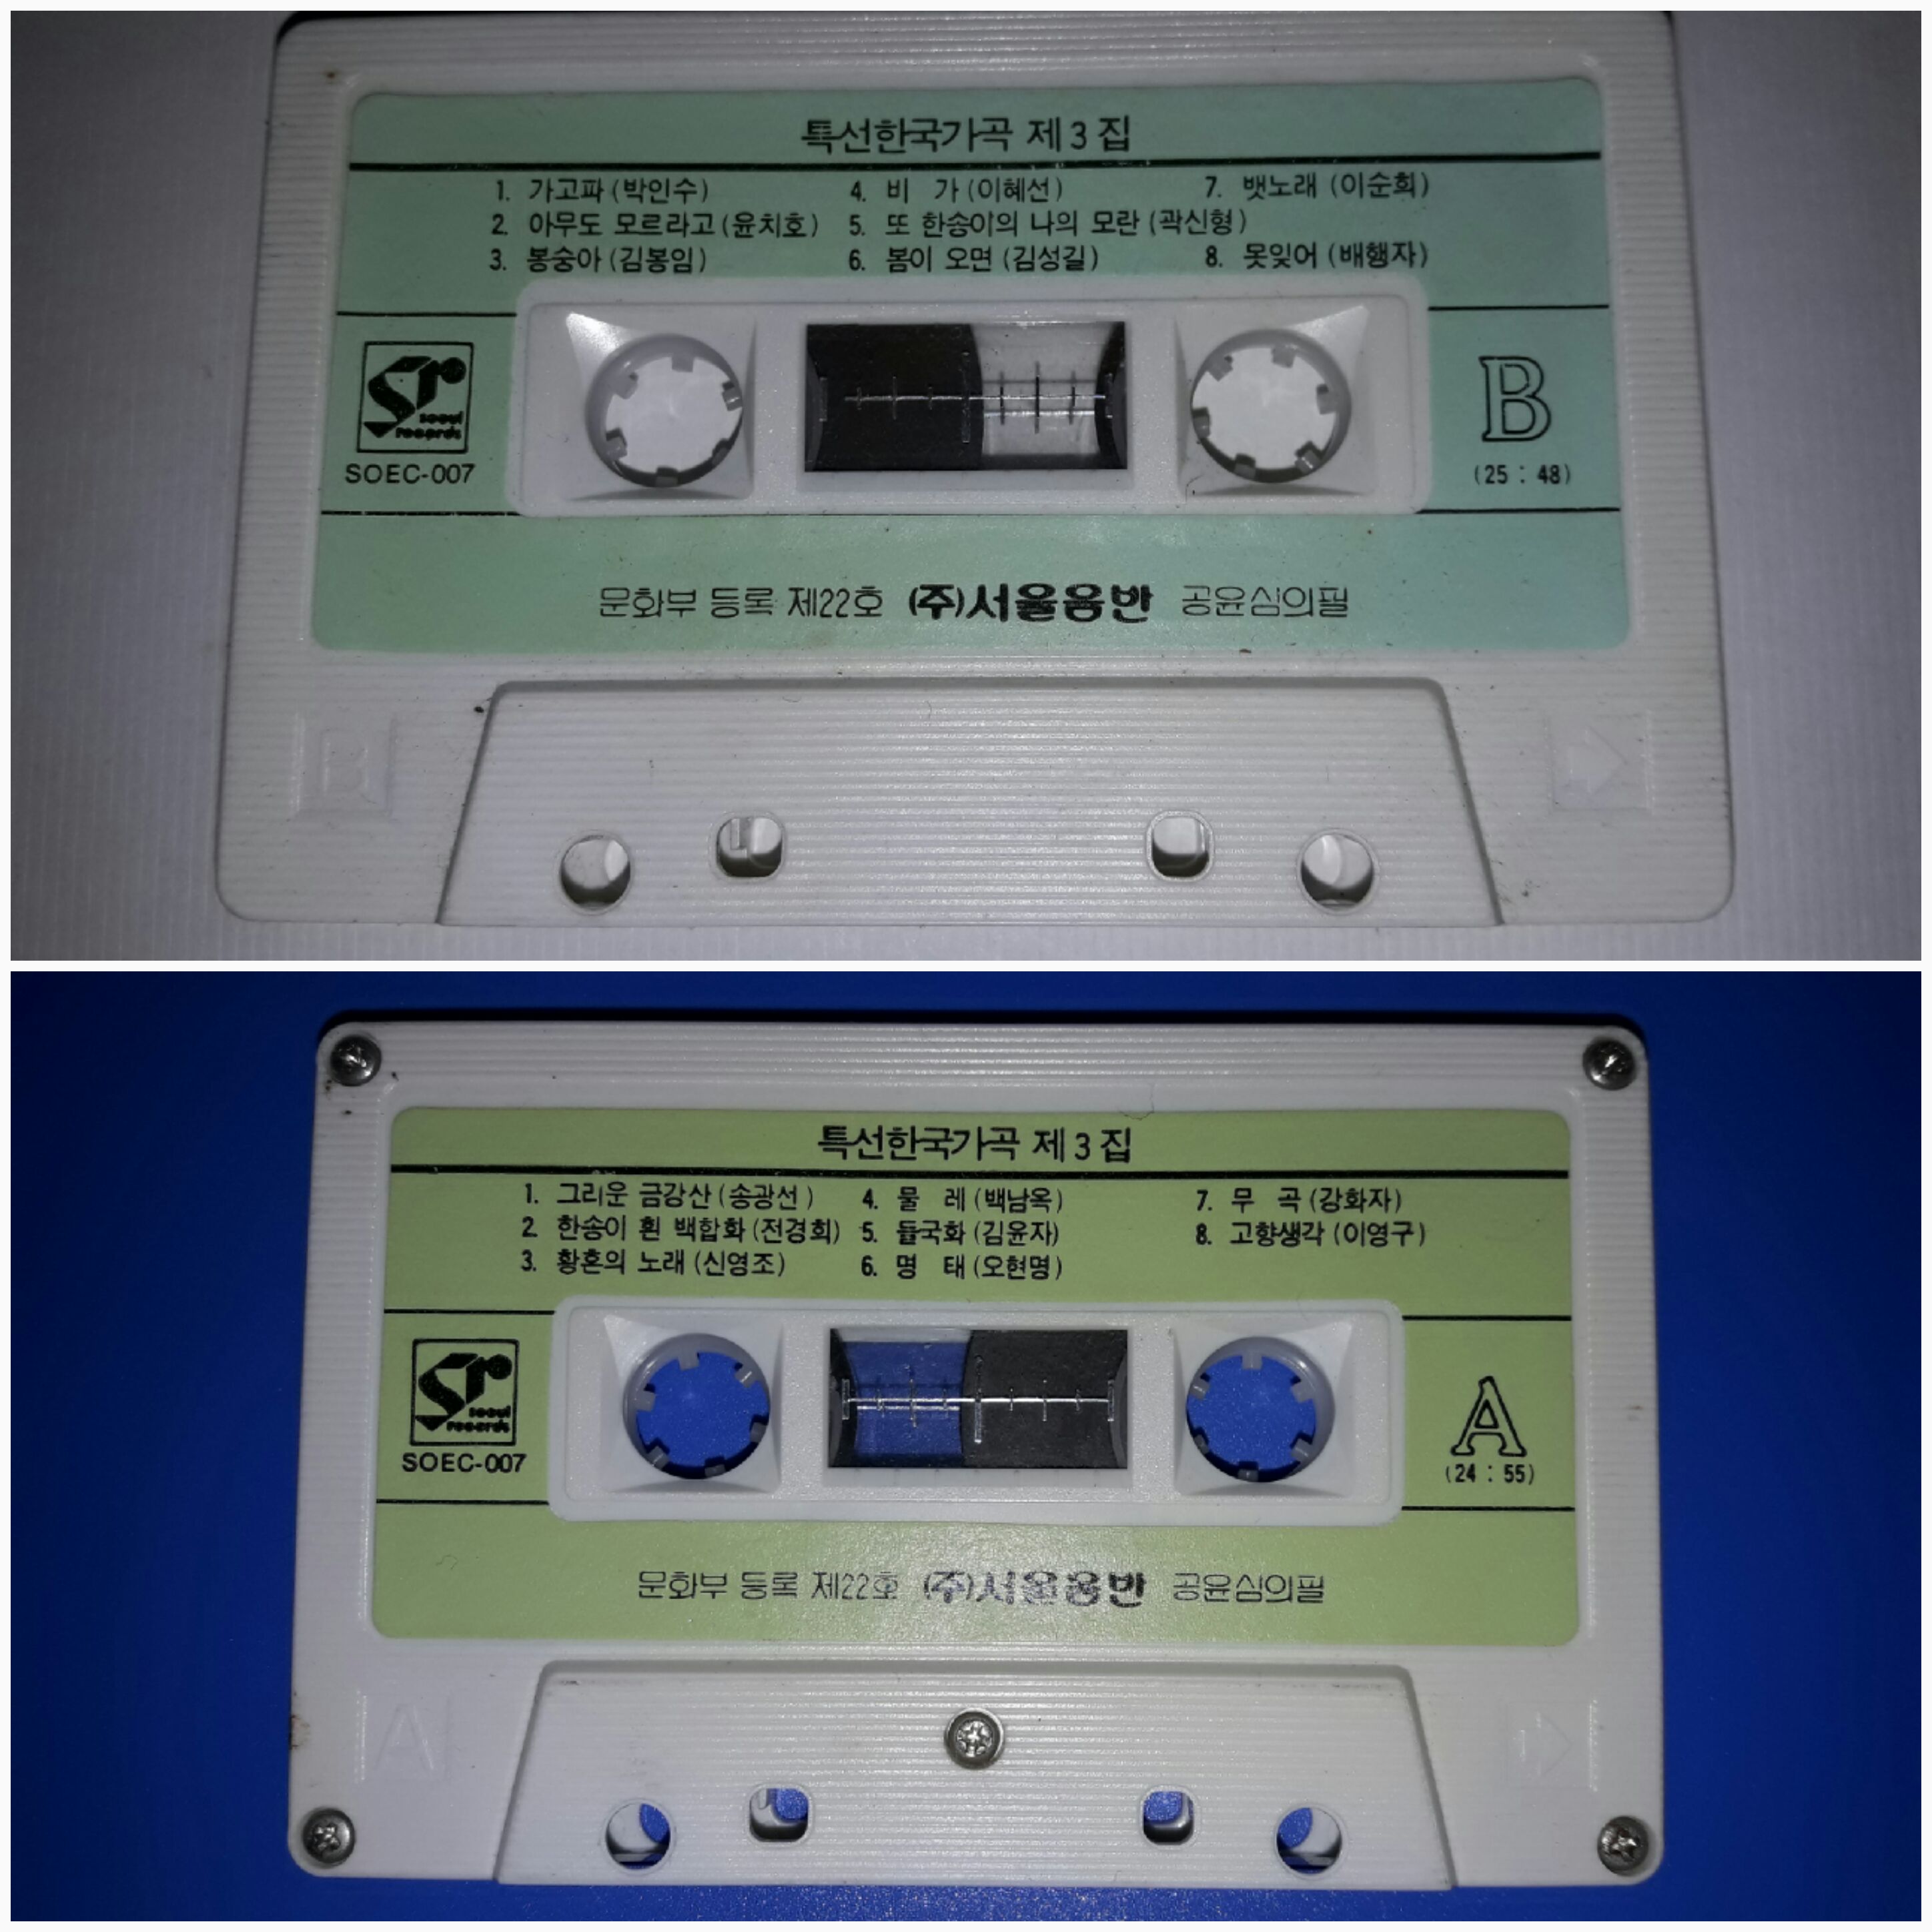 특선한국가곡 제3집
1. 가고파 (박인수) 4. 비 가 (이혜선) 7. 뱃노래 (이순희)
2. 아무도 모르라고 (윤치호) 5. 또 한송이의 나의 모란 (곽신형)
3. 봉숭아 (김봉임) 6. 봄이 오면 (김성길) 8. 못잊어 (배행자)
Sr
seoul
records
SOEC-007
B
(25 : 48)
문화부 등록 제22호 (주)서울음반 공윤심의필
B
특선한국가곡 제3집
1. 그리운 금강산 (송광선) 4. 물 레 (백남옥) 7. 무 곡 (강화자)
2. 한송이 흰 백합화 (전경희) 5. 들국화 (김윤자) 8. 고향생각 (이영구)
3. 황혼의 노래 (신영조) 6. 명 태 (오현명)
Sr
seoul
records
SOEC-007
A
(24 : 55)
문화부 등록 제22호 (주)서울음반 공윤심의필
A